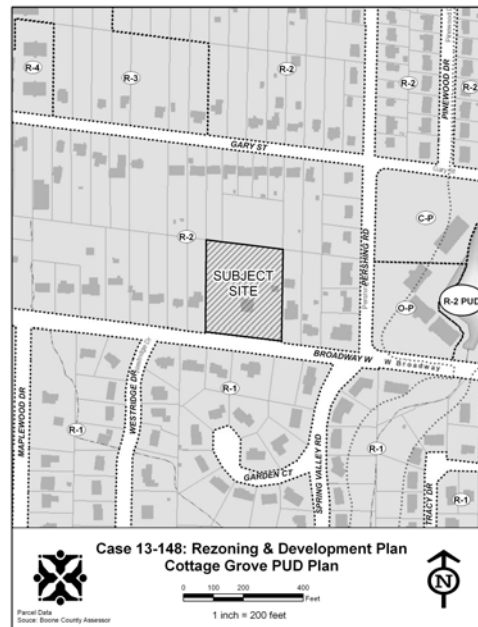 R-4
R-3
R-2
R-2
PINEWOOD DR
R-2
R-2
GARY ST
Gary St
R-2
C-P
PERSHING RD
SUBJECT
SITE
R-2 PUD
O-P
BROADWAY W
W Broadway
MAPLEWOOD DR
WESTRIDGE DR
R-1
R-1
R-1
GARDEN CT
SPRING VALLEY RD
TRACY DR
R-1
Case 13-148: Rezoning & Development Plan
Cottage Grove PUD Plan
0 100 200 400
Feet
1 inch = 200 feet
N
Parcel Data
Souce: Boone County Assessor